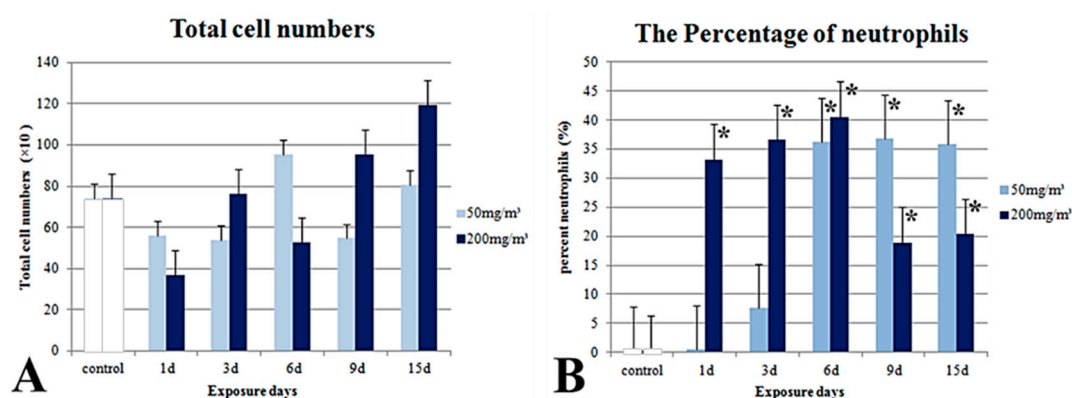 Total cell numbers
Total cell numbers (×10 )
140
120
100
80
60
40
20
0
control 1d 3d 6d 9d 15d
Exposure days
50mg/m³
200mg/m³
A
The Percentage of neutrophils
percent neutrophils (%)
50
45
40
35
30
25
20
15
10
5
0
* * * * * * * *
control 1d 3d 6d 9d 15d
Exposure days
50mg/m³
200mg/m³
B